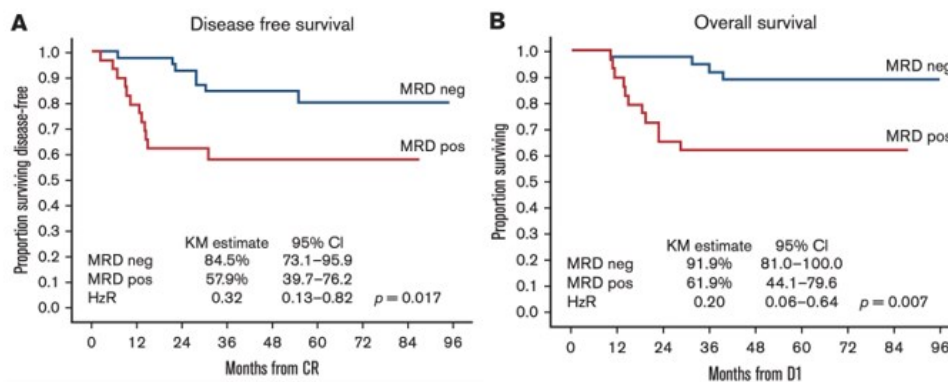 A Disease free survival
Proportion surviving disease-free
1.0
0.9
0.8
0.7
0.6
0.5
0.4
0.3
0.2
0.1
0.0
MRD neg
MRD pos
KM estimate 95% CI
MRD neg 84.5% 73.1–95.9
MRD pos 57.9% 39.7–76.2
HzR 0.32 0.13–0.82 p = 0.017
0 12 24 36 48 60 72 84 96
Months from CR
B Overall survival
Proportion surviving
1.0
0.9
0.8
0.7
0.6
0.5
0.4
0.3
0.2
0.1
0.0
MRD neg
MRD pos
KM estimate 95% CI
MRD neg 91.9% 81.0–100.0
MRD pos 61.9% 44.1–79.6
HzR 0.20 0.06–0.64 p = 0.007
0 12 24 36 48 60 72 84 96
Months from D1